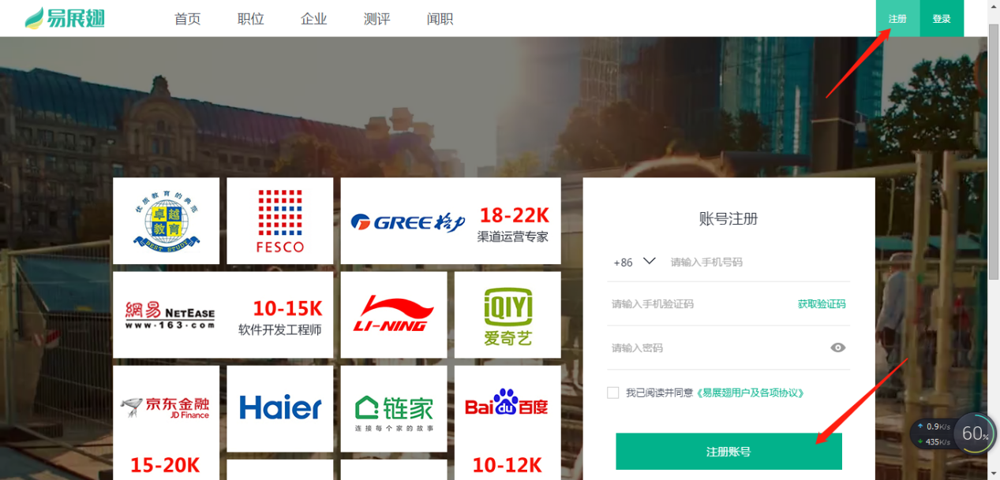 易展翅
首页 职位 企业 测评 闻职
注册 登录
优质教育的典范
卓越教育
BEST STUDY
FESCO
GREE格力
18-22K
渠道运营专家
網易 NETEASE
www.163.com
10-15K
软件开发工程师
LI-NING
iQIYI
爱奇艺
京东金融
JD Finance
15-20K
Haier
链家
连接每个家的故事
Bai du 百度
10-12K
账号注册
+86 请输入手机号码
请输入手机验证码 获取验证码
请输入密码
我已阅读并同意《易展翅用户及各项协议》
注册账号
0.9K/s
435K/s
60%